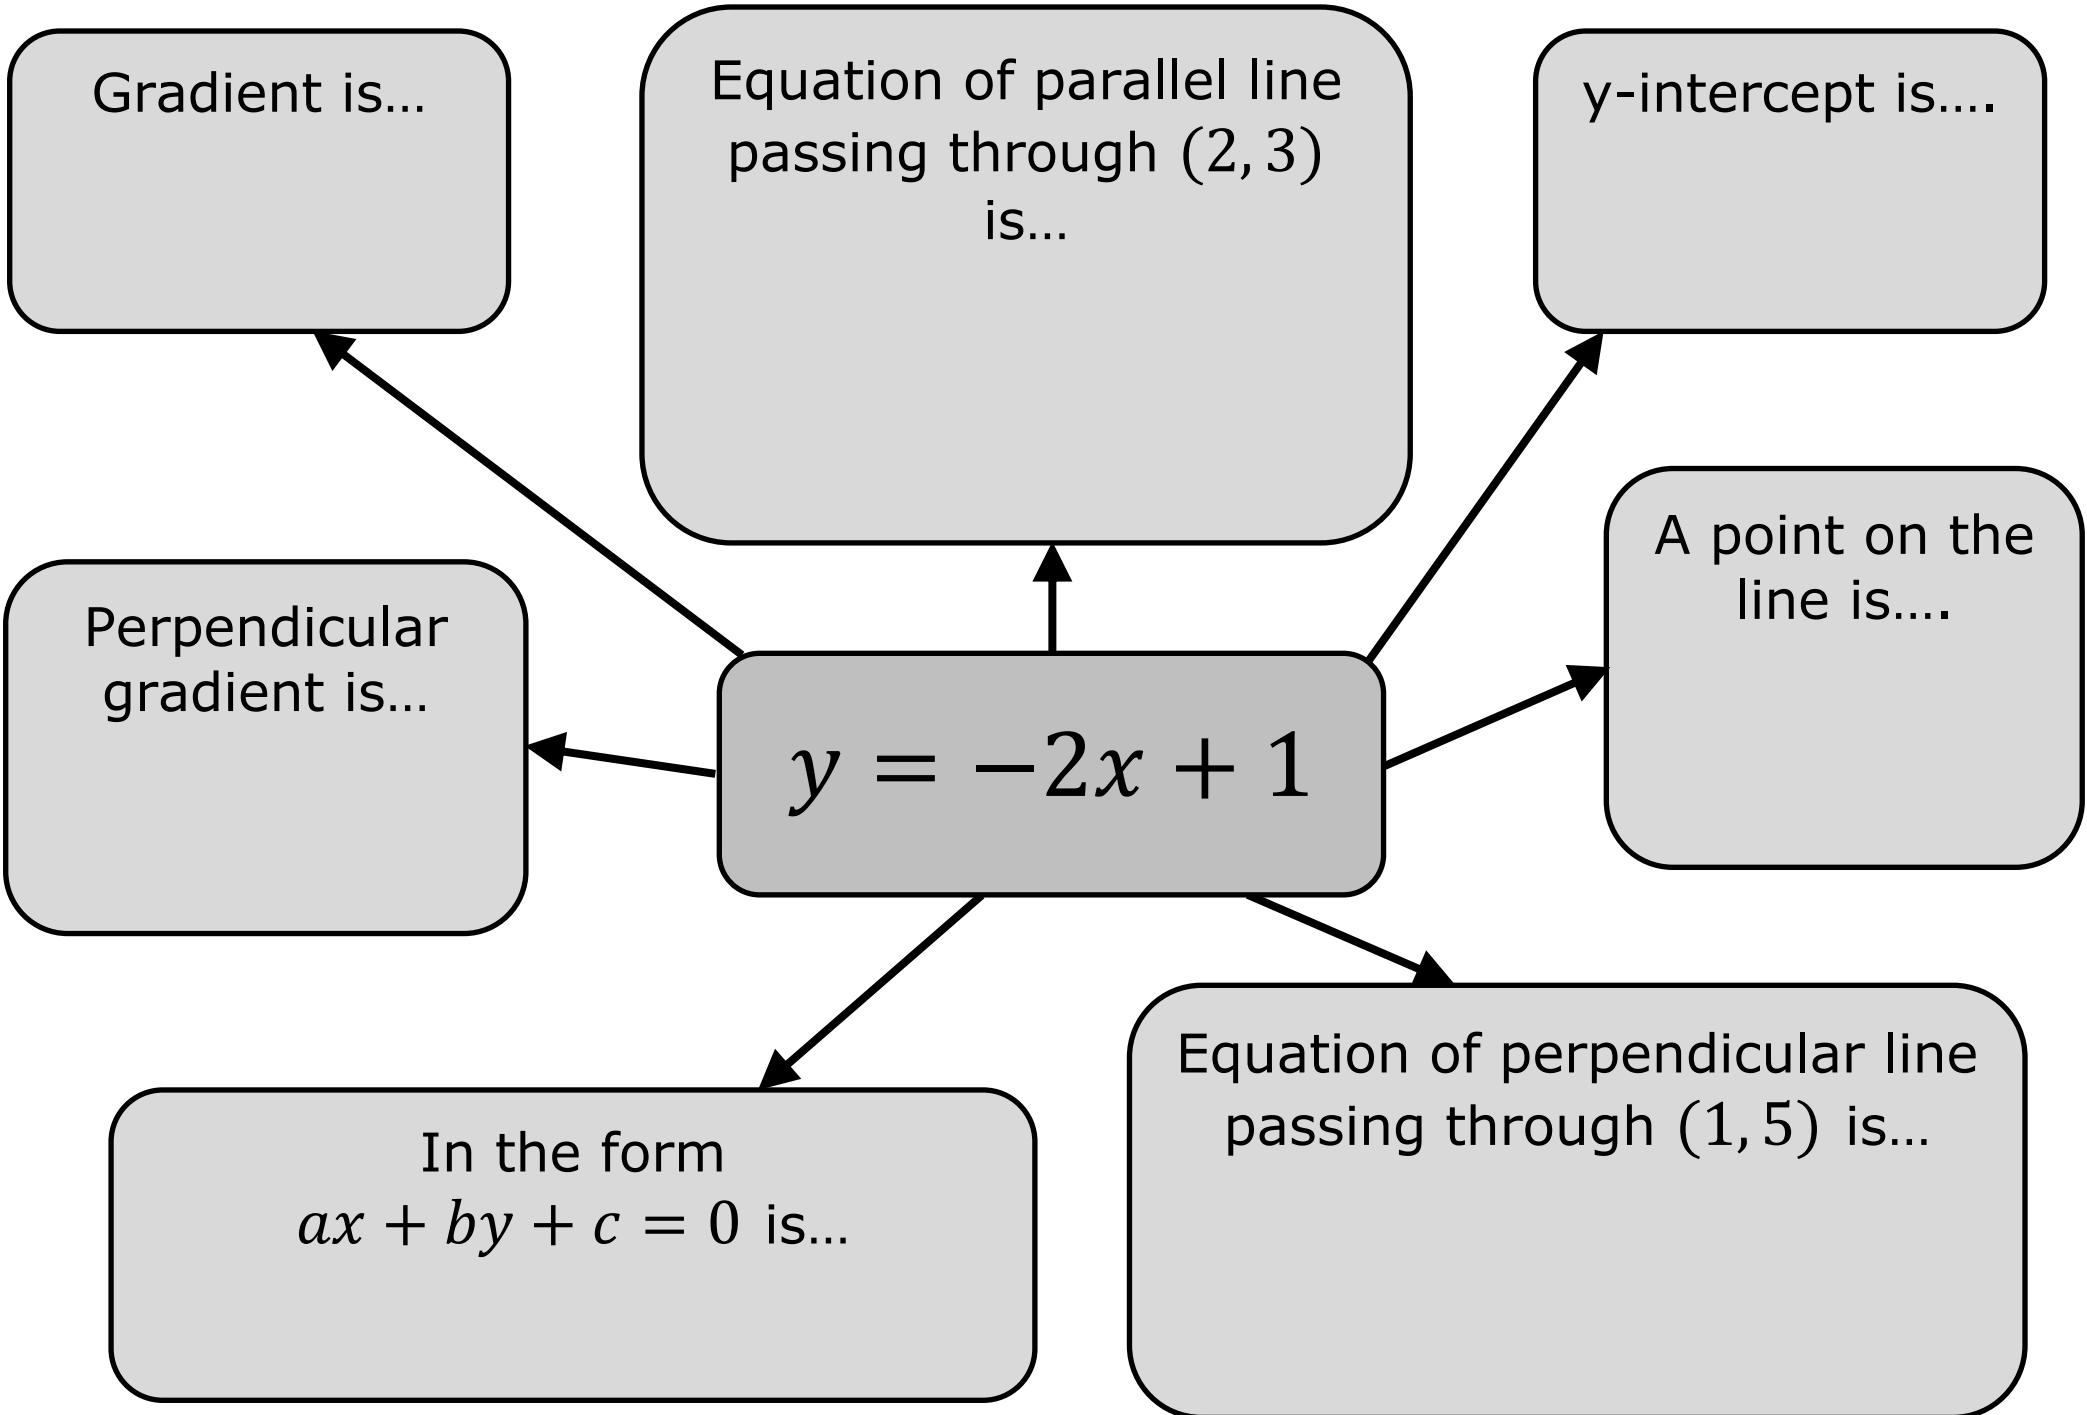 Gradient is…
Equation of parallel line
passing through (2, 3)
is…
y-intercept is….
A point on the
line is….
Perpendicular
gradient is…
y = −2x + 1
In the form
ax + by + c = 0 is…
Equation of perpendicular line
passing through (1, 5) is…